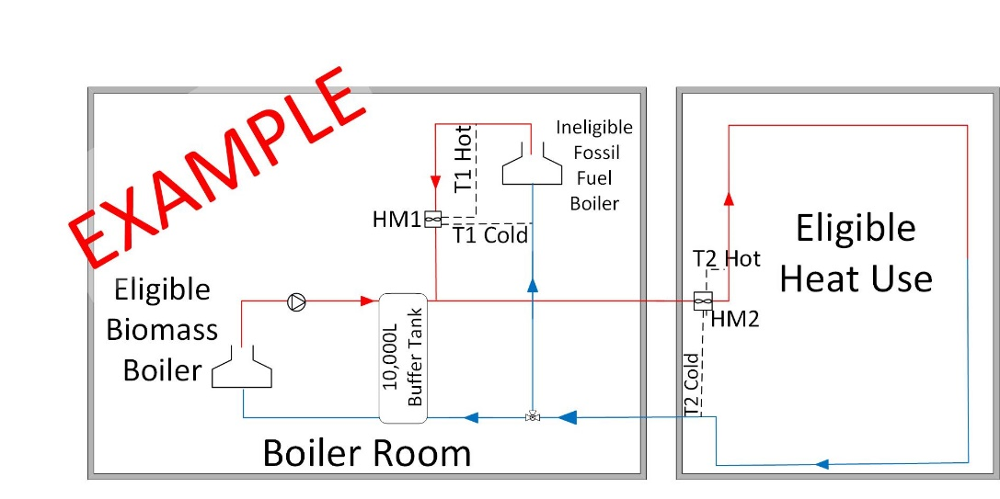 EXAMPLE
Ineligible
Fossil
Fuel
Boiler
T1 Hot
HM1
T1 Cold
Eligible
Biomass
Boiler
10,000L
Buffer Tank
Boiler Room
Eligible
Heat Use
T2 Hot
HM2
T2 Cold